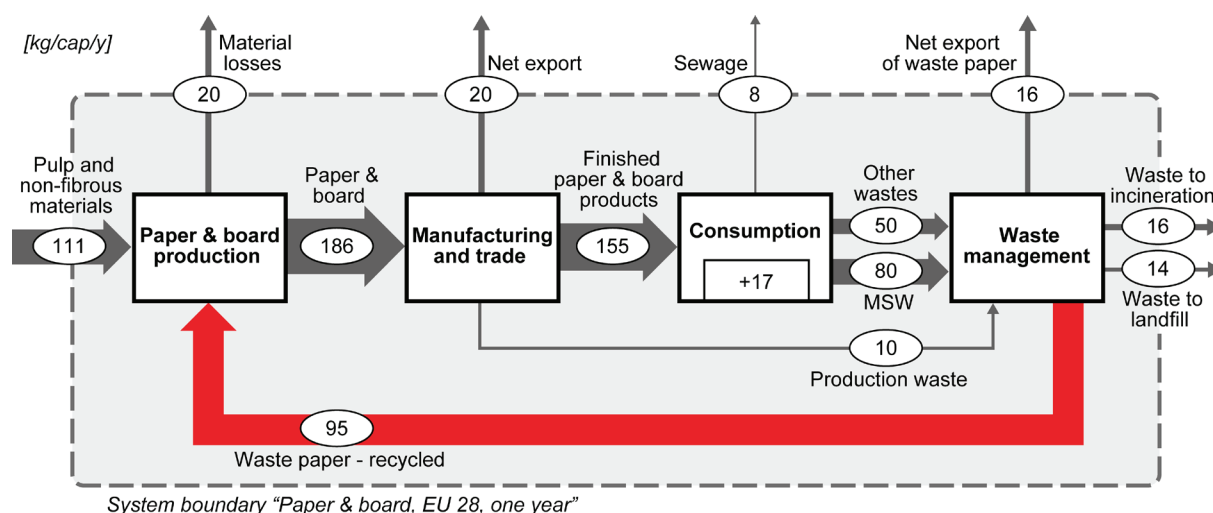 [kg/cap/y]
Material
losses
20
Net export
20
Sewage
8
Net export
of waste paper
16
Pulp and
non-fibrous
materials
111
Paper & board
production
Paper &
board
186
Manufacturing
and trade
Finished
paper & board
products
155
Consumption
+17
Other
wastes
50
80
MSW
Waste
management
Waste to
incineration
16
14
Waste to
landfill
10
Production waste
95
Waste paper - recycled
System boundary “Paper & board, EU 28, one year”